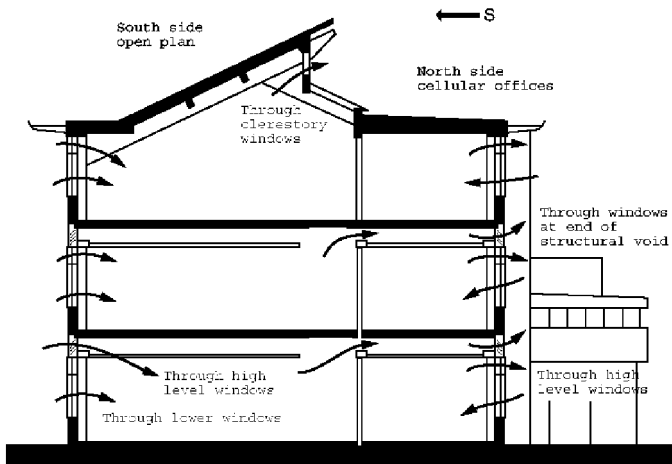 South side
open plan
S
North side
cellular offices
Through
clerestory
windows
Through windows
at end of
structural void
Through high
level windows
Through high
level windows
Through lower windows